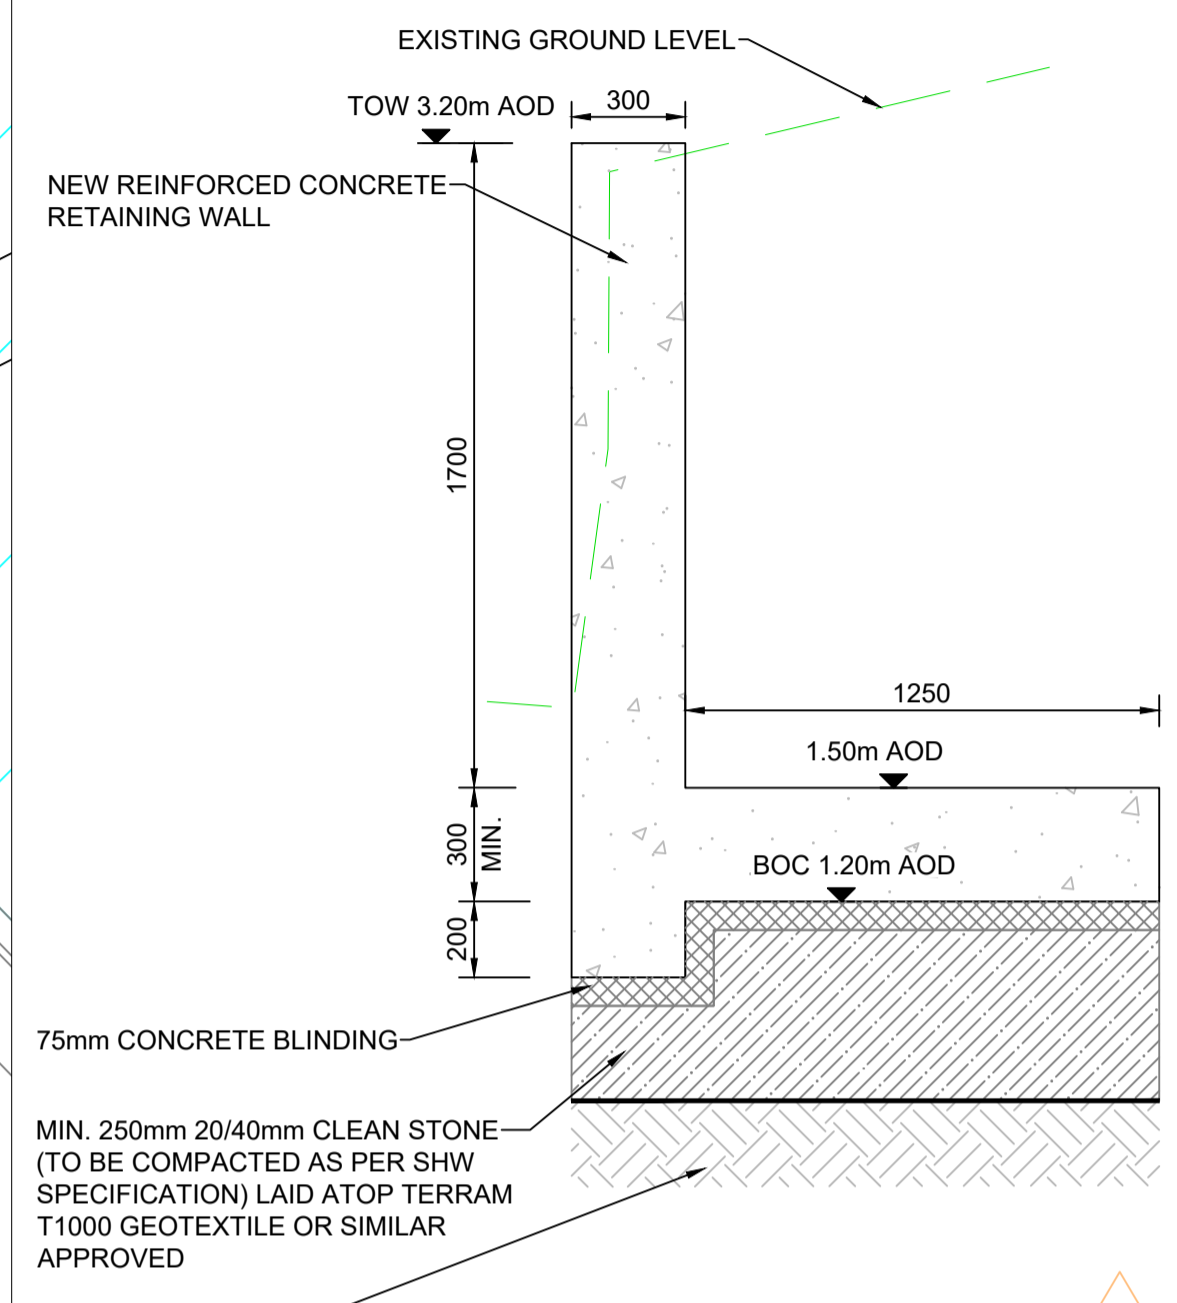 EXISTING GROUND LEVEL
TOW 3.20m AOD
300
NEW REINFORCED CONCRETE
RETAINING WALL
1700
1250
1.50m AOD
300
MIN.
BOC 1.20m AOD
200
75mm CONCRETE BLINDING
MIN. 250mm 20/40mm CLEAN STONE
(TO BE COMPACTED AS PER SHW
SPECIFICATION) LAID ATOP TERRAM
T1000 GEOTEXTILE OR SIMILAR
APPROVED